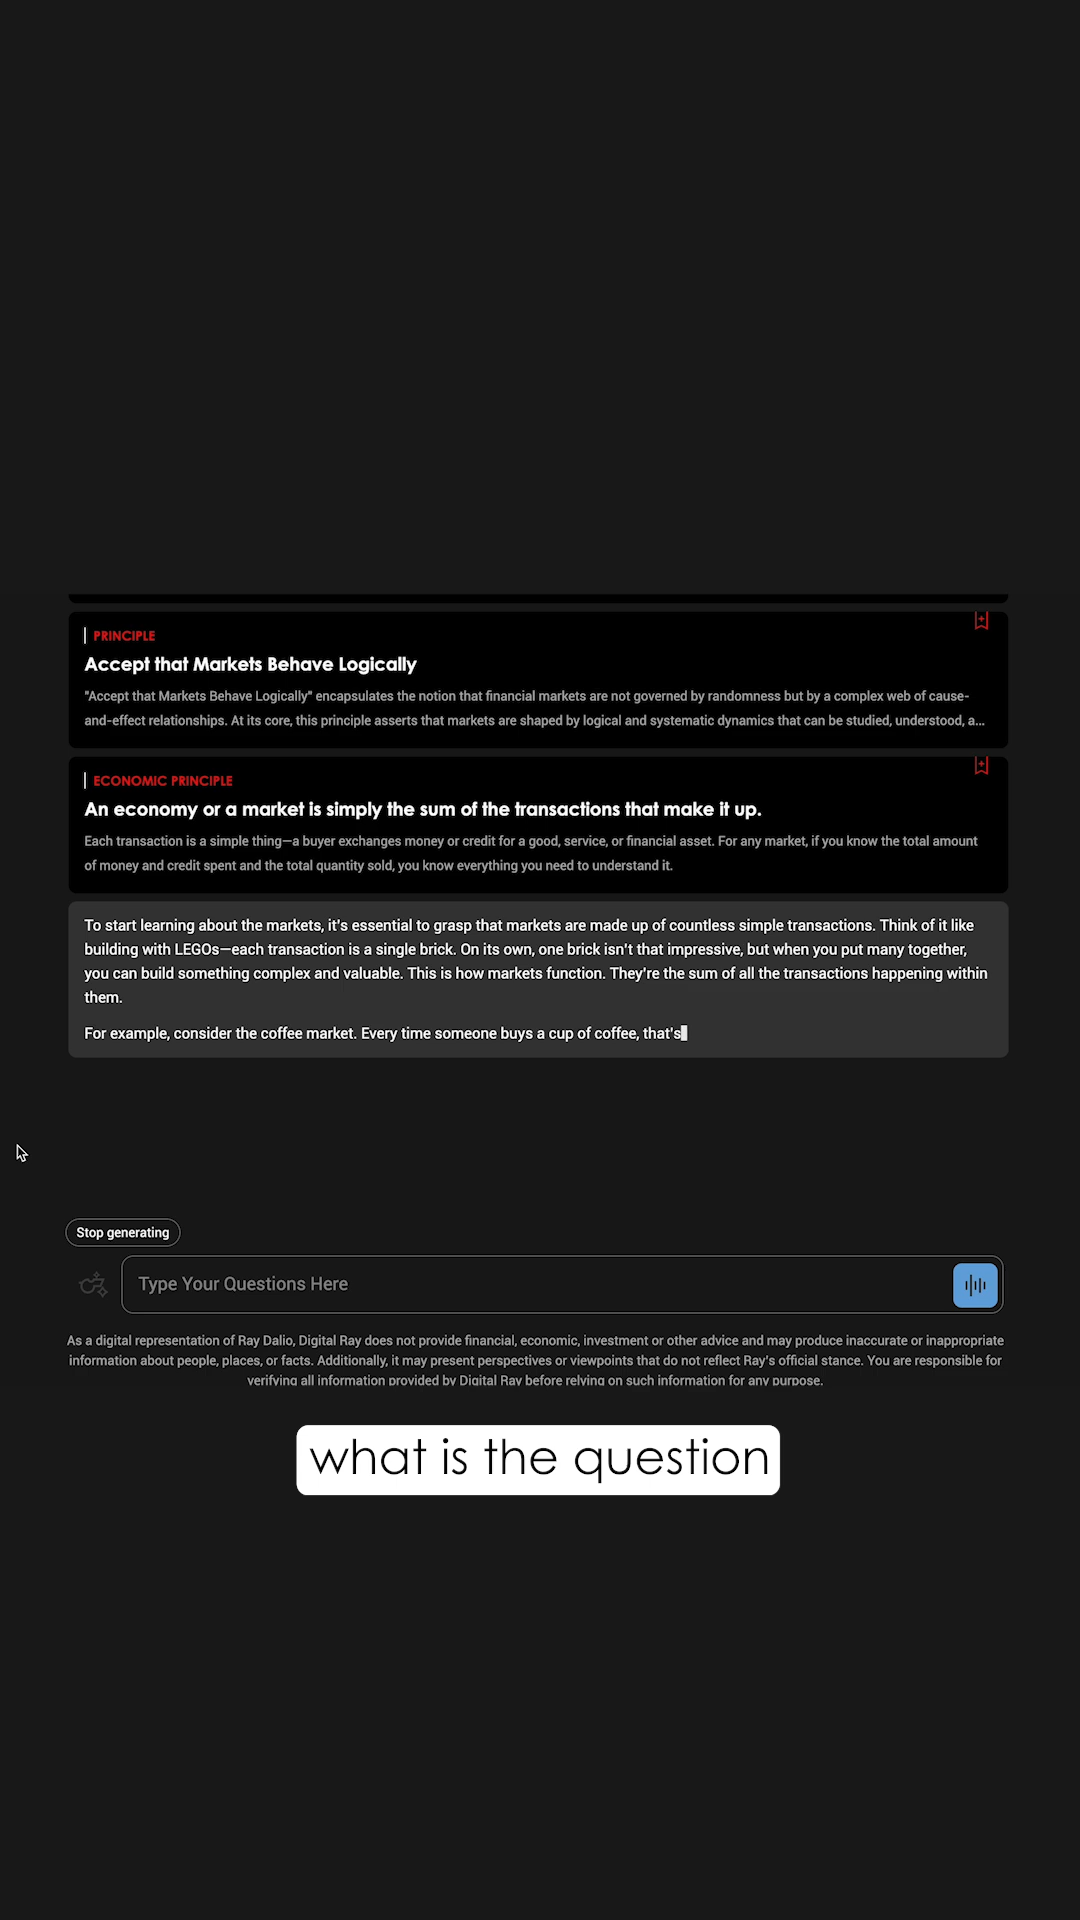 PRINCIPLE
Accept that Markets Behave Logically
"Accept that Markets Behave Logically" encapsulates the notion that financial markets are not governed by randomness but by a complex web of cause-
and-effect relationships. At its core, this principle asserts that markets are shaped by logical and systematic dynamics that can be studied, understood, a...
ECONOMIC PRINCIPLE
An economy or a market is simply the sum of the transactions that make it up.
Each transaction is a simple thing—a buyer exchanges money or credit for a good, service, or financial asset. For any market, if you know the total amount
of money and credit spent and the total quantity sold, you know everything you need to understand it.
To start learning about the markets, it's essential to grasp that markets are made up of countless simple transactions. Think of it like
building with LEGOs—each transaction is a single brick. On its own, one brick isn't that impressive, but when you put many together,
you can build something complex and valuable. This is how markets function. They're the sum of all the transactions happening within
them.
For example, consider the coffee market. Every time someone buys a cup of coffee, that's
Stop generating
Type Your Questions Here
As a digital representation of Ray Dalio, Digital Ray does not provide financial, economic, investment or other advice and may produce inaccurate or inappropriate
information about people, places, or facts. Additionally, it may present perspectives or viewpoints that do not reflect Ray's official stance. You are responsible for
verifying all information provided by Digital Ray before relying on such information for any purpose.
what is the question